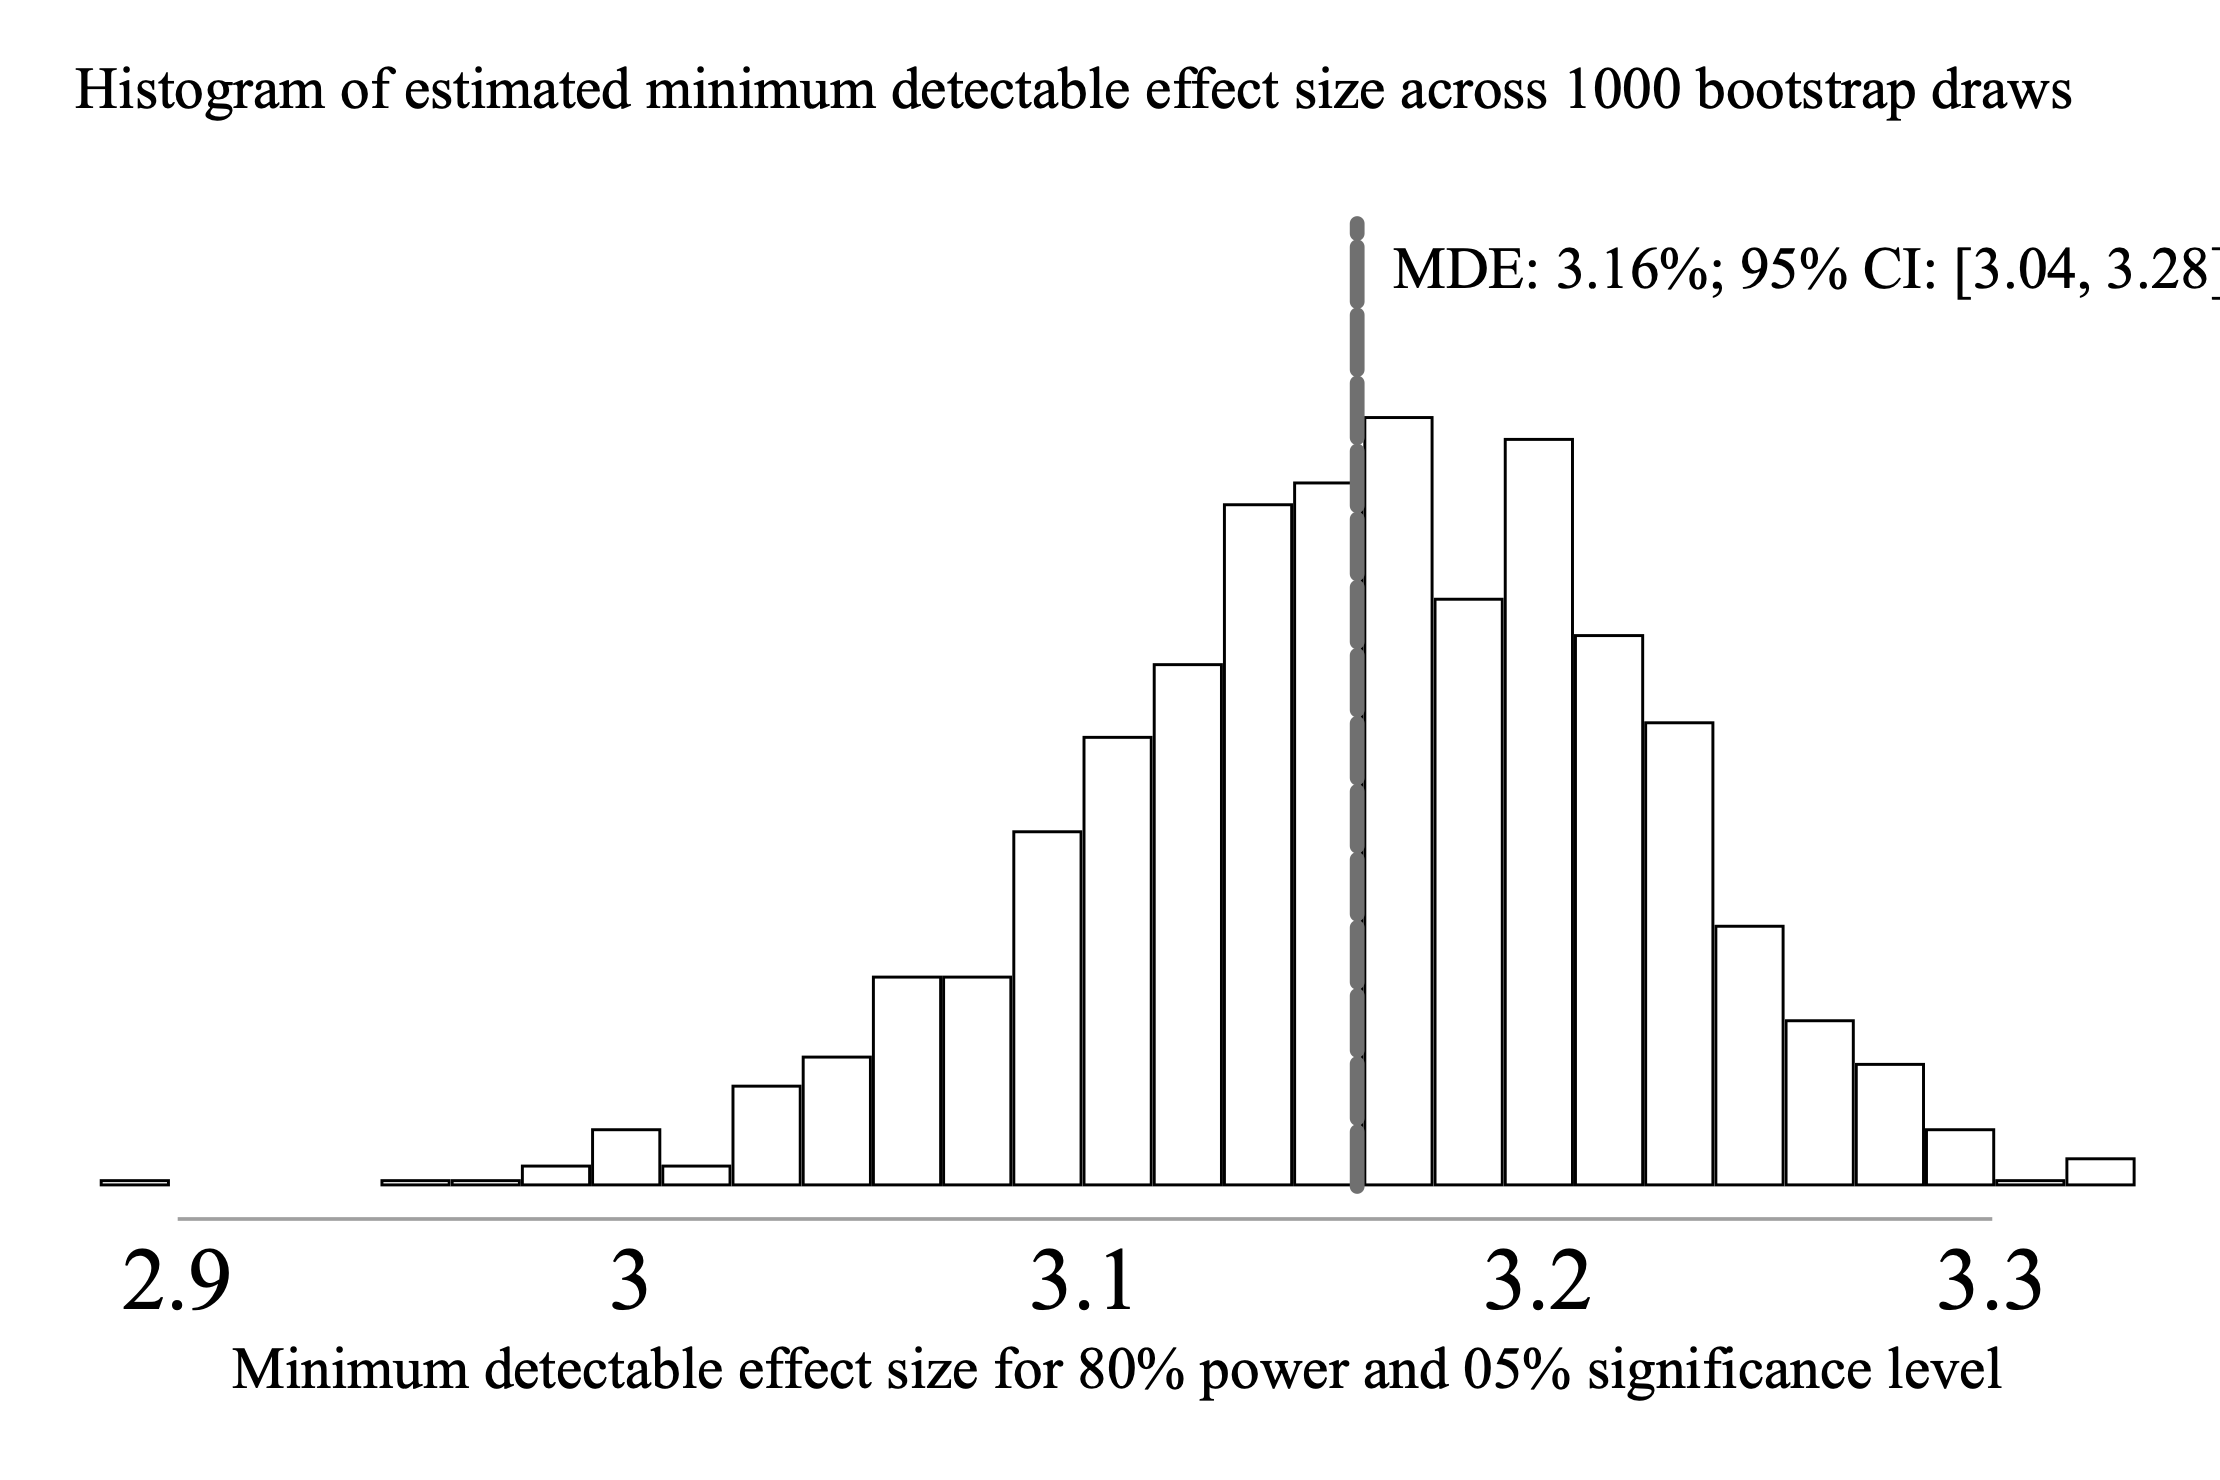 Histogram of estimated minimum detectable effect size across 1000 bootstrap draws
MDE: 3.16%; 95% CI: [3.04, 3.28]
2.9 3 3.1 3.2 3.3
Minimum detectable effect size for 80% power and 05% significance level